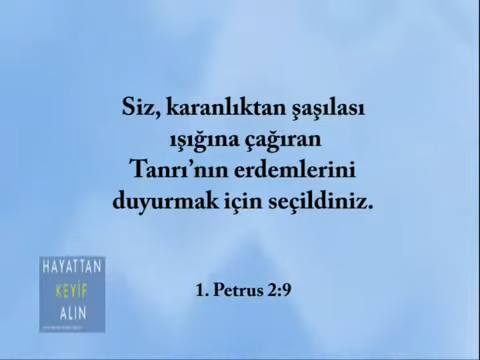 Siz, karanlıktan şaşılası
ışığına çağıran
Tanrı’nın erdemlerini
duyurmak için seçildiniz.
1. Petrus 2:9
HAYATTAN
KEYİF
ALIN